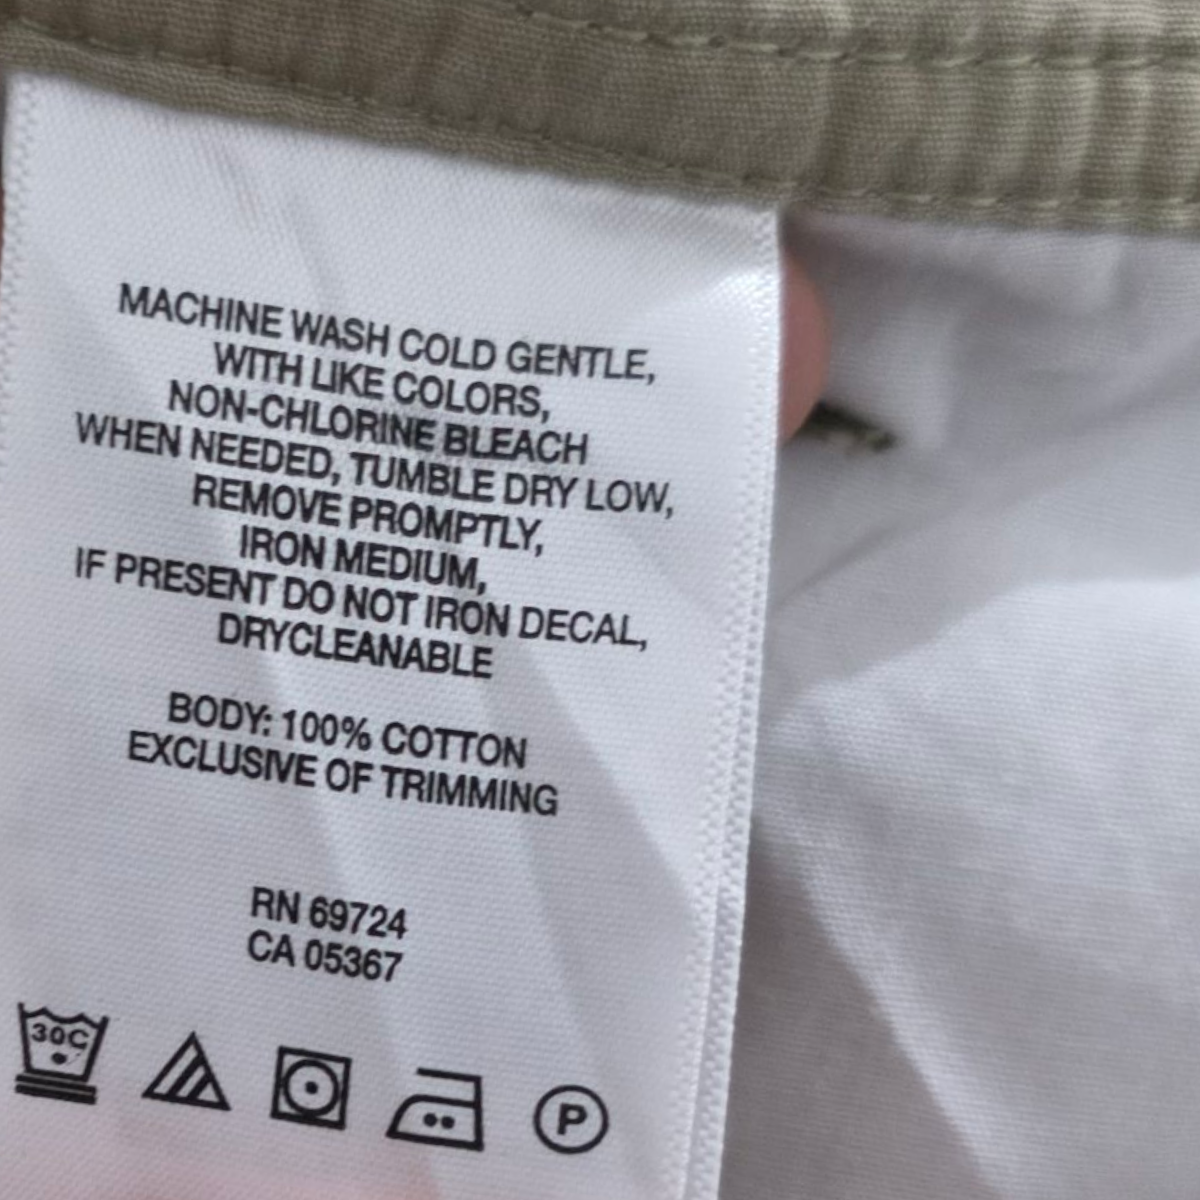 MACHINE WASH COLD GENTLE,
WITH LIKE COLORS,
NON-CHLORINE BLEACH
WHEN NEEDED, TUMBLE DRY LOW,
REMOVE PROMPTLY,
IRON MEDIUM,
IF PRESENT DO NOT IRON DECAL,
DRYCLEANABLE
BODY: 100% COTTON
EXCLUSIVE OF TRIMMING
RN 69724
CA 05367
30C P